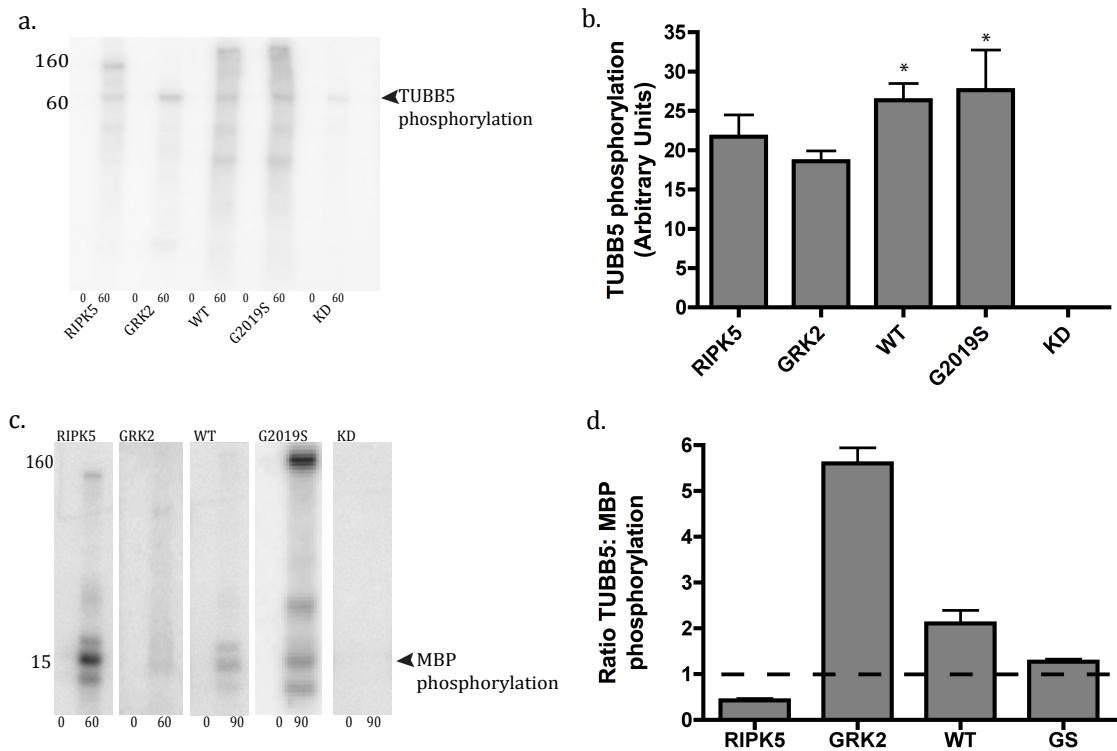 a.
160
60
TUBB5
phosphorylation
0 60 0 60 0 60 0 60 0 60
RIPK5 GRK2 WT G2019S KD
b.
TUBB5 phosphorylation
(Arbitrary Units)
40
35
30
25
20
15
10
5
0
* *
RIPK5 GRK2 WT G2019S KD
c.
RIPK5 GRK2 WT G2019S KD
160
15
MBP
phosphorylation
0 60 0 60 0 90 0 90 0 90
d.
Ratio TUBB5: MBP
phosphorylation
6
5
4
3
2
1
0
RIPK5 GRK2 WT GS